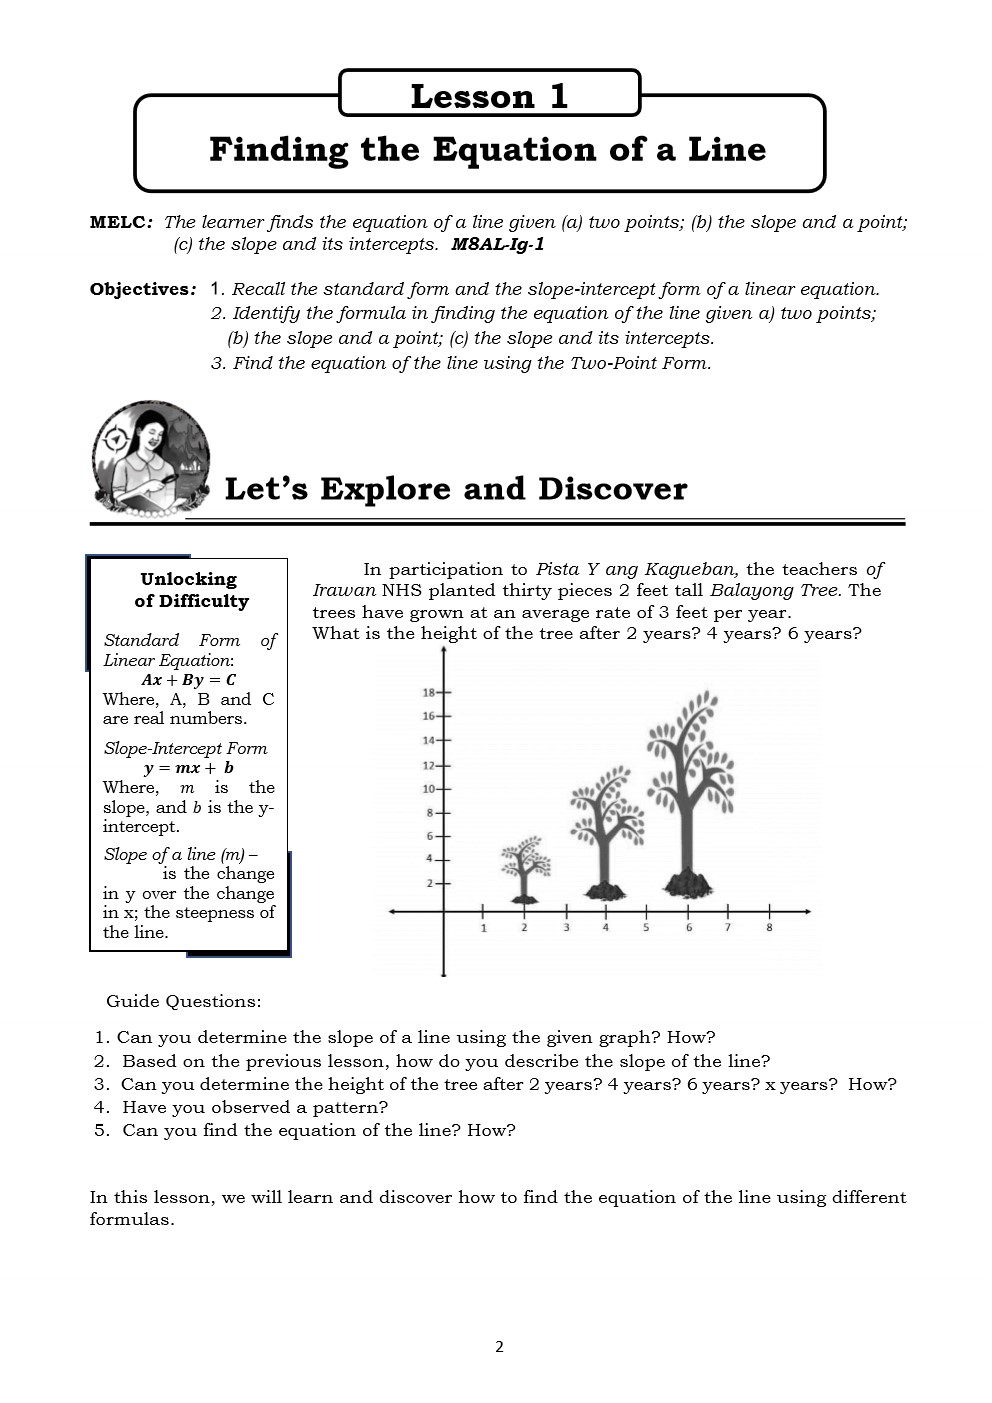 Lesson 1
Finding the Equation of a Line
MELC: The learner finds the equation of a line given (a) two points; (b) the slope and a point;
(c) the slope and its intercepts. M8AL-Ig-1
Objectives: 1. Recall the standard form and the slope-intercept form of a linear equation.
2. Identify the formula in finding the equation of the line given a) two points;
(b) the slope and a point; (c) the slope and its intercepts.
3. Find the equation of the line using the Two-Point Form.
Let's Explore and Discover
Unlocking
of Difficulty
Standard Form of
Linear Equation:
Ax + By = C
Where, A, B and C
are real numbers.
Slope-Intercept Form
y = mx + b
Where, m is the
slope, and b is the y-
intercept.
Slope of a line (m) –
is the change
in y over the change
in x; the steepness of
the line.
In participation to Pista Y ang Kagueban, the teachers of
Irawan NHS planted thirty pieces 2 feet tall Balayong Tree. The
trees have grown at an average rate of 3 feet per year.
What is the height of the tree after 2 years? 4 years? 6 years?
18
16
14
12
10
8
6
4
2
1 2 3 4 5 6 7 8
Guide Questions:
1. Can you determine the slope of a line using the given graph? How?
2. Based on the previous lesson, how do you describe the slope of the line?
3. Can you determine the height of the tree after 2 years? 4 years? 6 years? x years? How?
4. Have you observed a pattern?
5. Can you find the equation of the line? How?
In this lesson, we will learn and discover how to find the equation of the line using different
formulas.
2